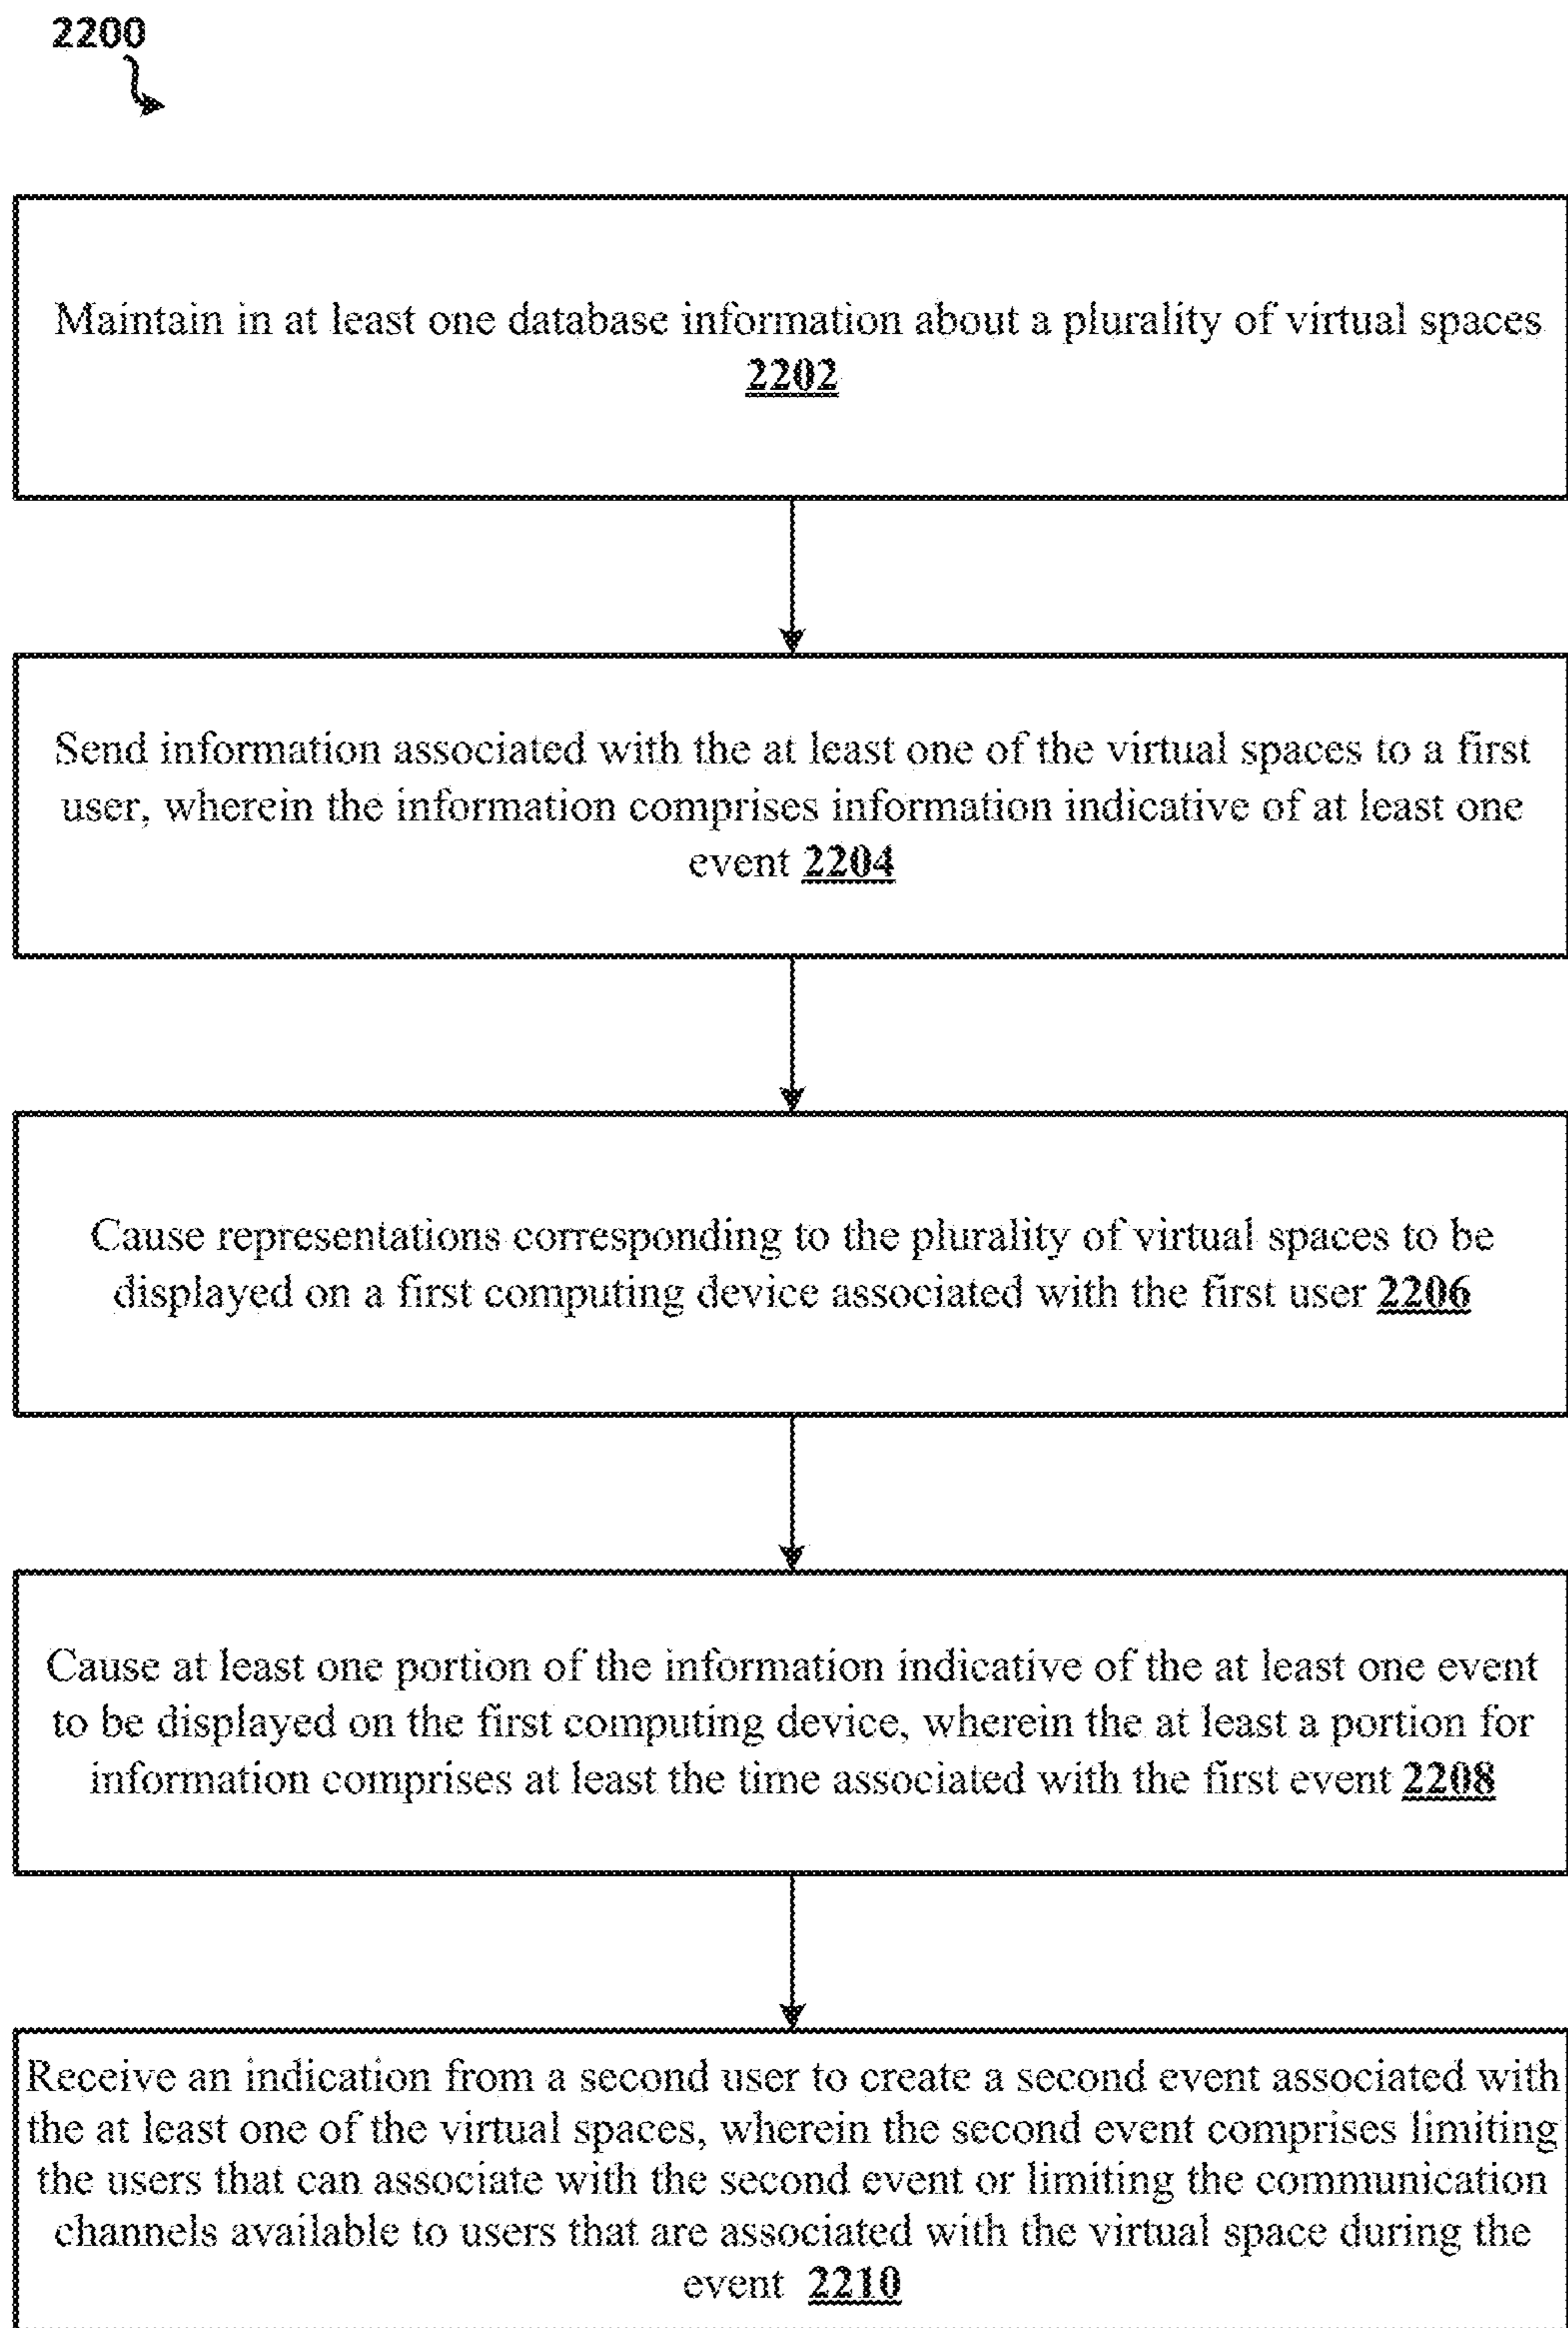 2200
Maintain in at least one database information about a plurality of virtual spaces
2202
Send information associated with the at least one of the virtual spaces to a first
user, wherein the information comprises information indicative of at least one
event 2204
Cause representations corresponding to the plurality of virtual spaces to be
displayed on a first computing device associated with the first user 2206
Cause at least one portion of the information indicative of the at least one event
to be displayed on the first computing device, wherein the at least a portion for
information comprises at least the time associated with the first event 2208
Receive an indication from a second user to create a second event associated with
the at least one of the virtual spaces, wherein the second event comprises limiting
the users that can associate with the second event or limiting the communication
channels available to users that are associated with the virtual space during the
event 2210